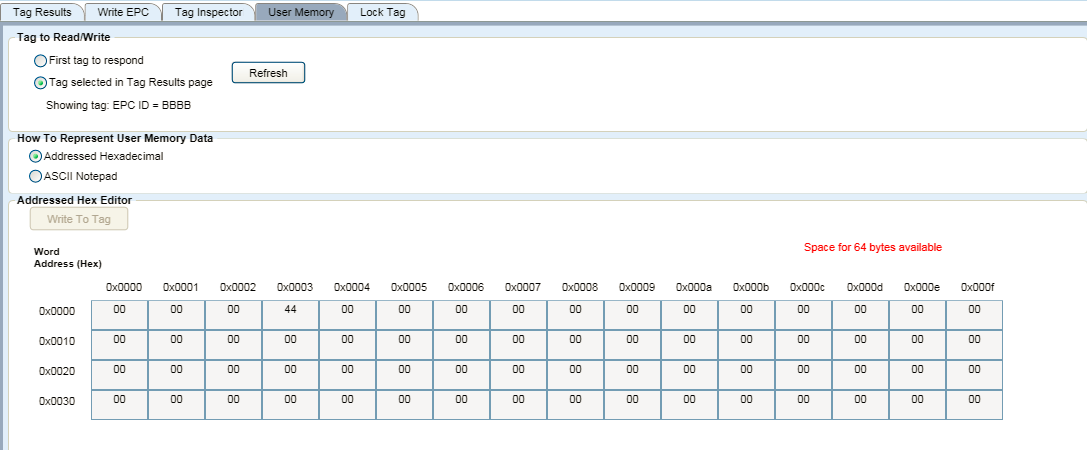 Tag Results Write EPC Tag Inspector User Memory Lock Tag
Tag to Read/Write
First tag to respond
Refresh
Tag selected in Tag Results page
Showing tag: EPC ID = BBBB
How To Represent User Memory Data
Addressed Hexadecimal
ASCII Notepad
Addressed Hex Editor
Write To Tag
Space for 64 bytes available
Word
Address (Hex)
0x0000 0x0001 0x0002 0x0003 0x0004 0x0005 0x0006 0x0007 0x0008 0x0009 0x000a 0x000b 0x000c 0x000d 0x000e 0x000f
0x0000 00 00 00 44 00 00 00 00 00 00 00 00 00 00 00 00
0x0010 00 00 00 00 00 00 00 00 00 00 00 00 00 00 00 00
0x0020 00 00 00 00 00 00 00 00 00 00 00 00 00 00 00 00
0x0030 00 00 00 00 00 00 00 00 00 00 00 00 00 00 00 00